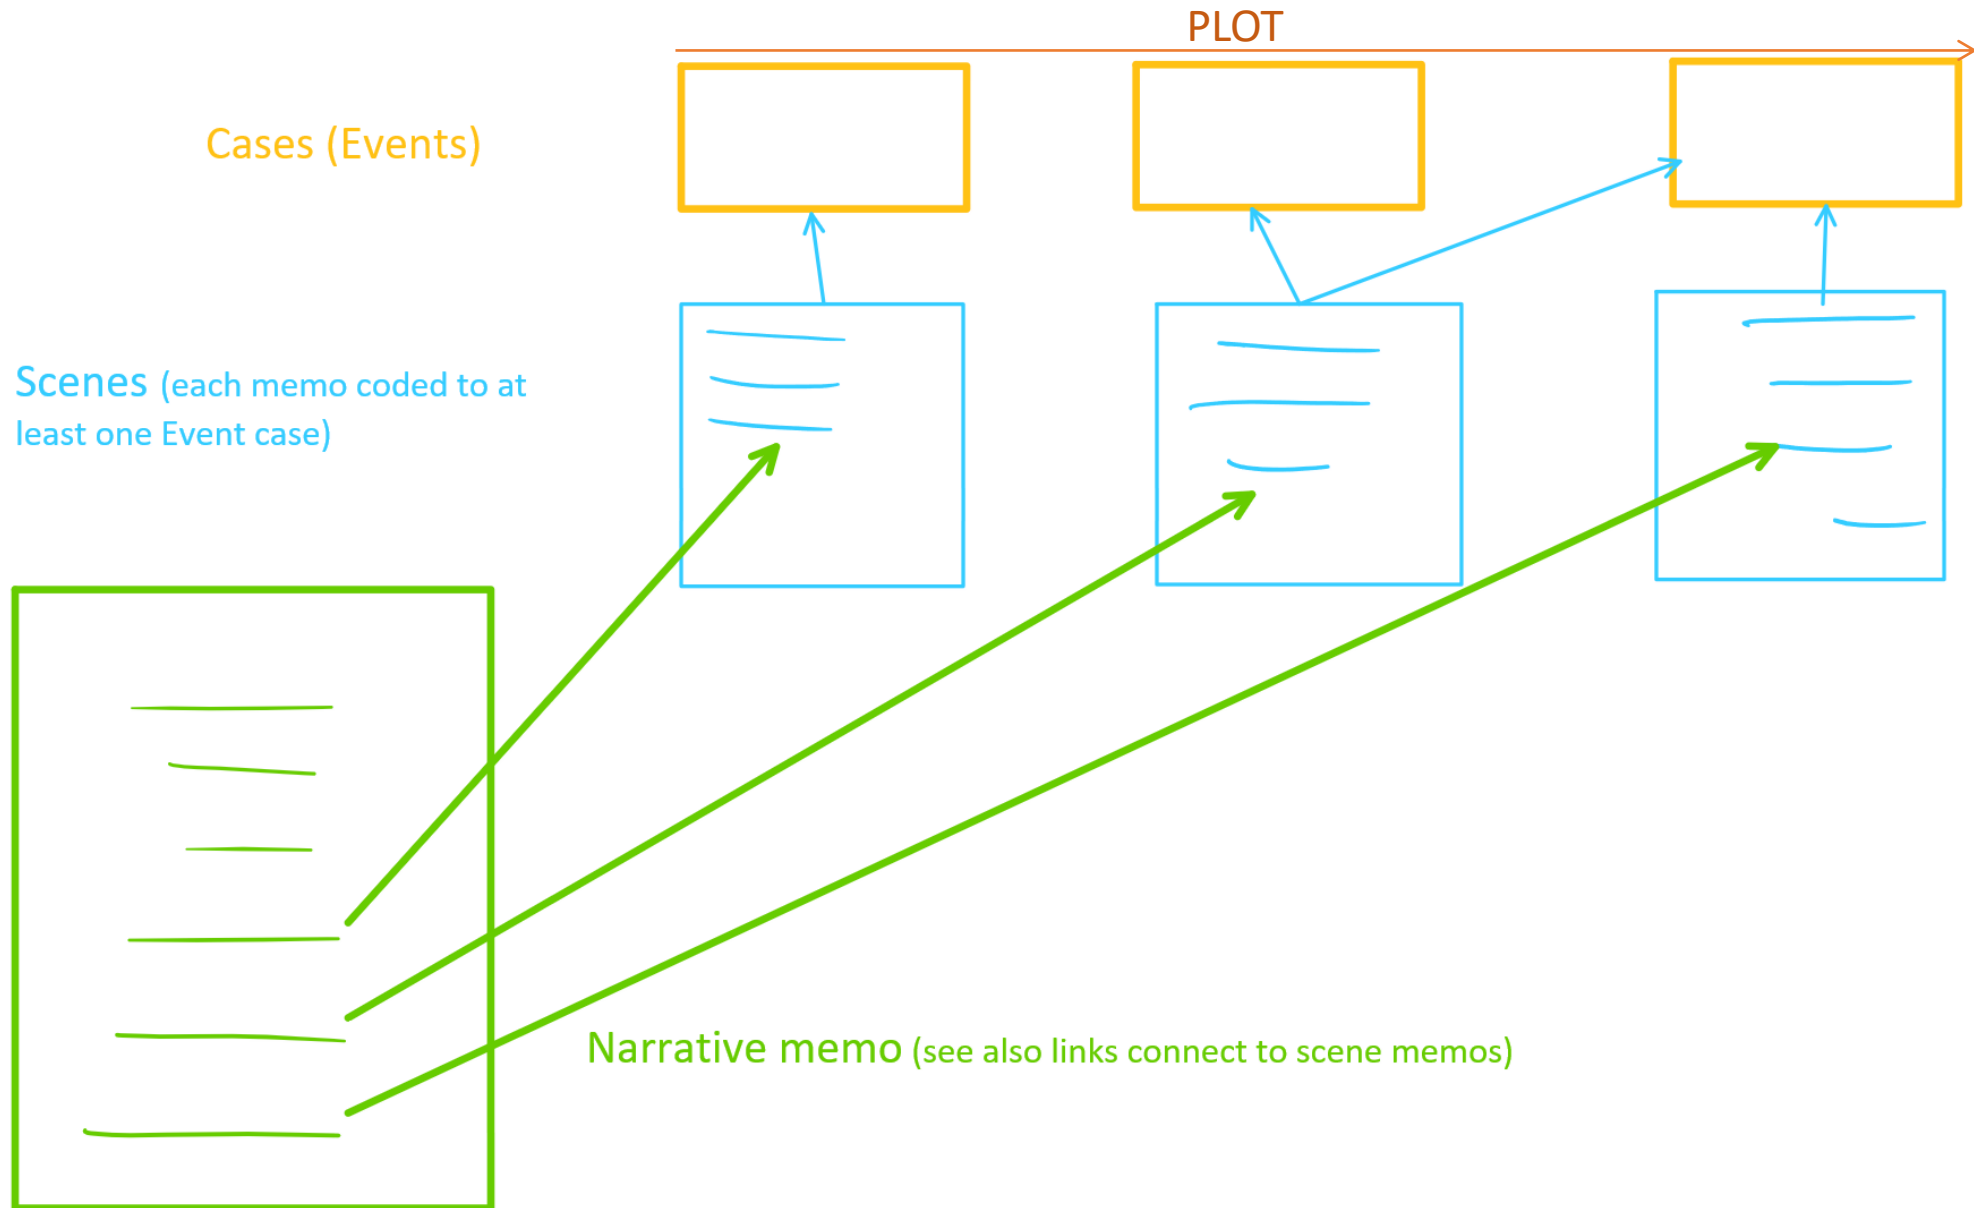 PLOT
Cases (Events)
Scenes (each memo coded to at
least one Event case)
Narrative memo (see also links connect to scene memos)